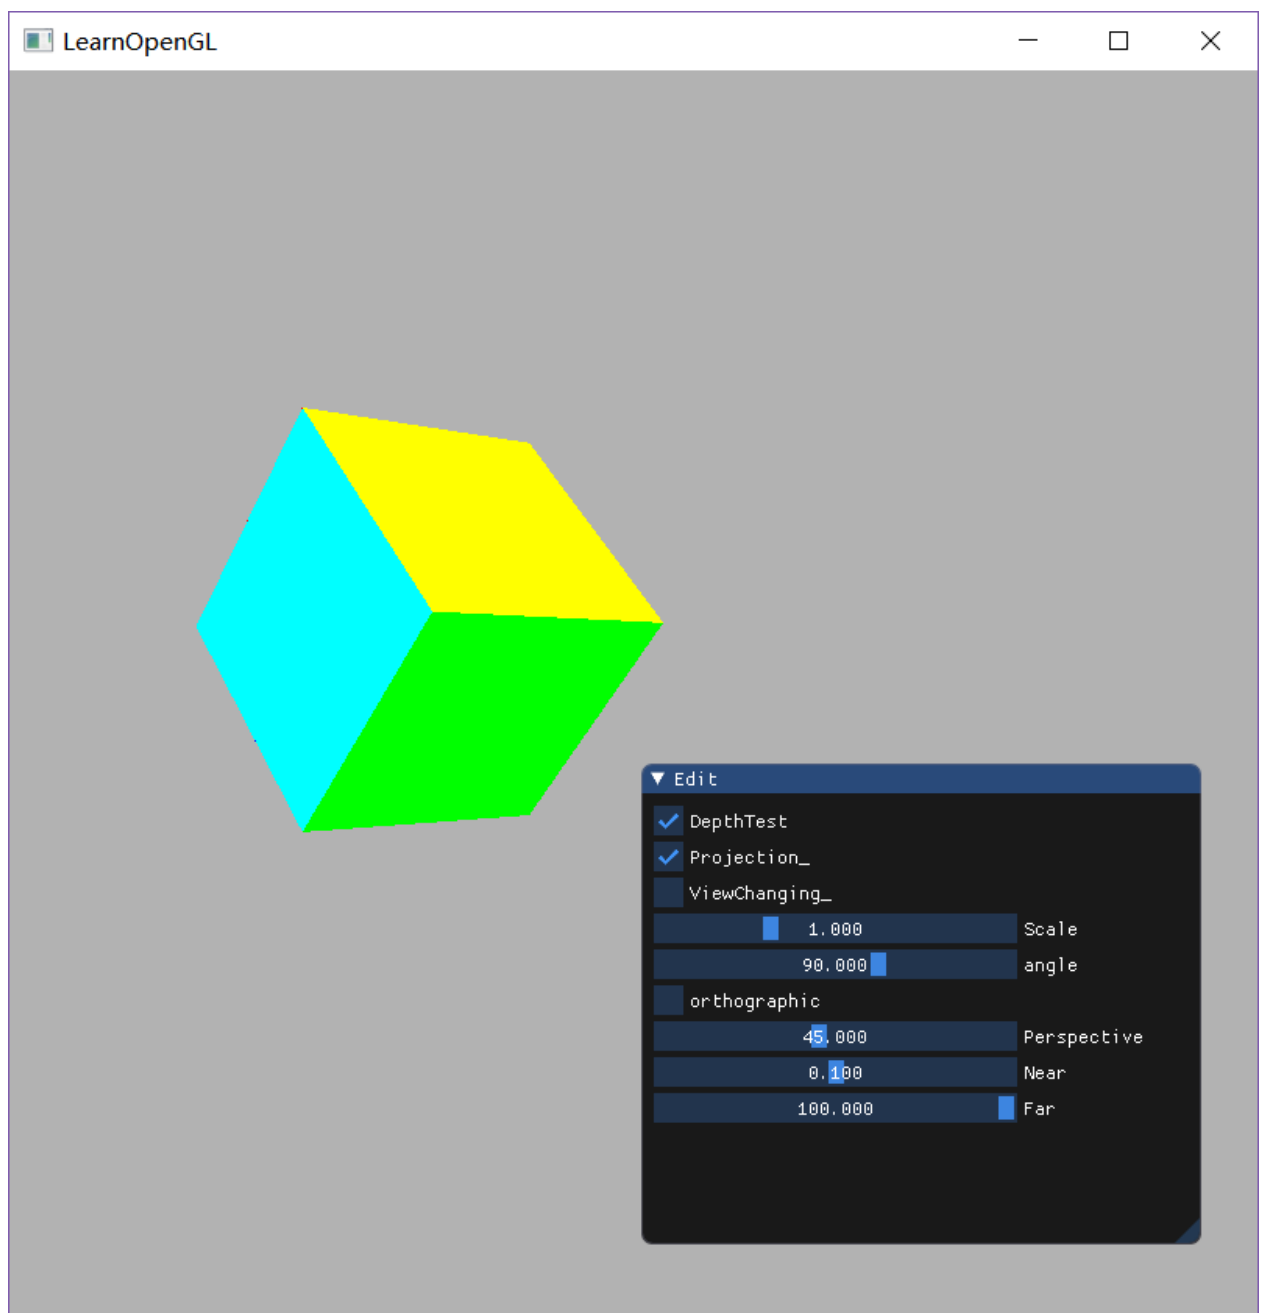 LearnOpenGL
Edit
DepthTest
Projection_
ViewChanging_
1.000 Scale
90.000 angle
orthographic
45.000 Perspective
0.100 Near
100.000 Far